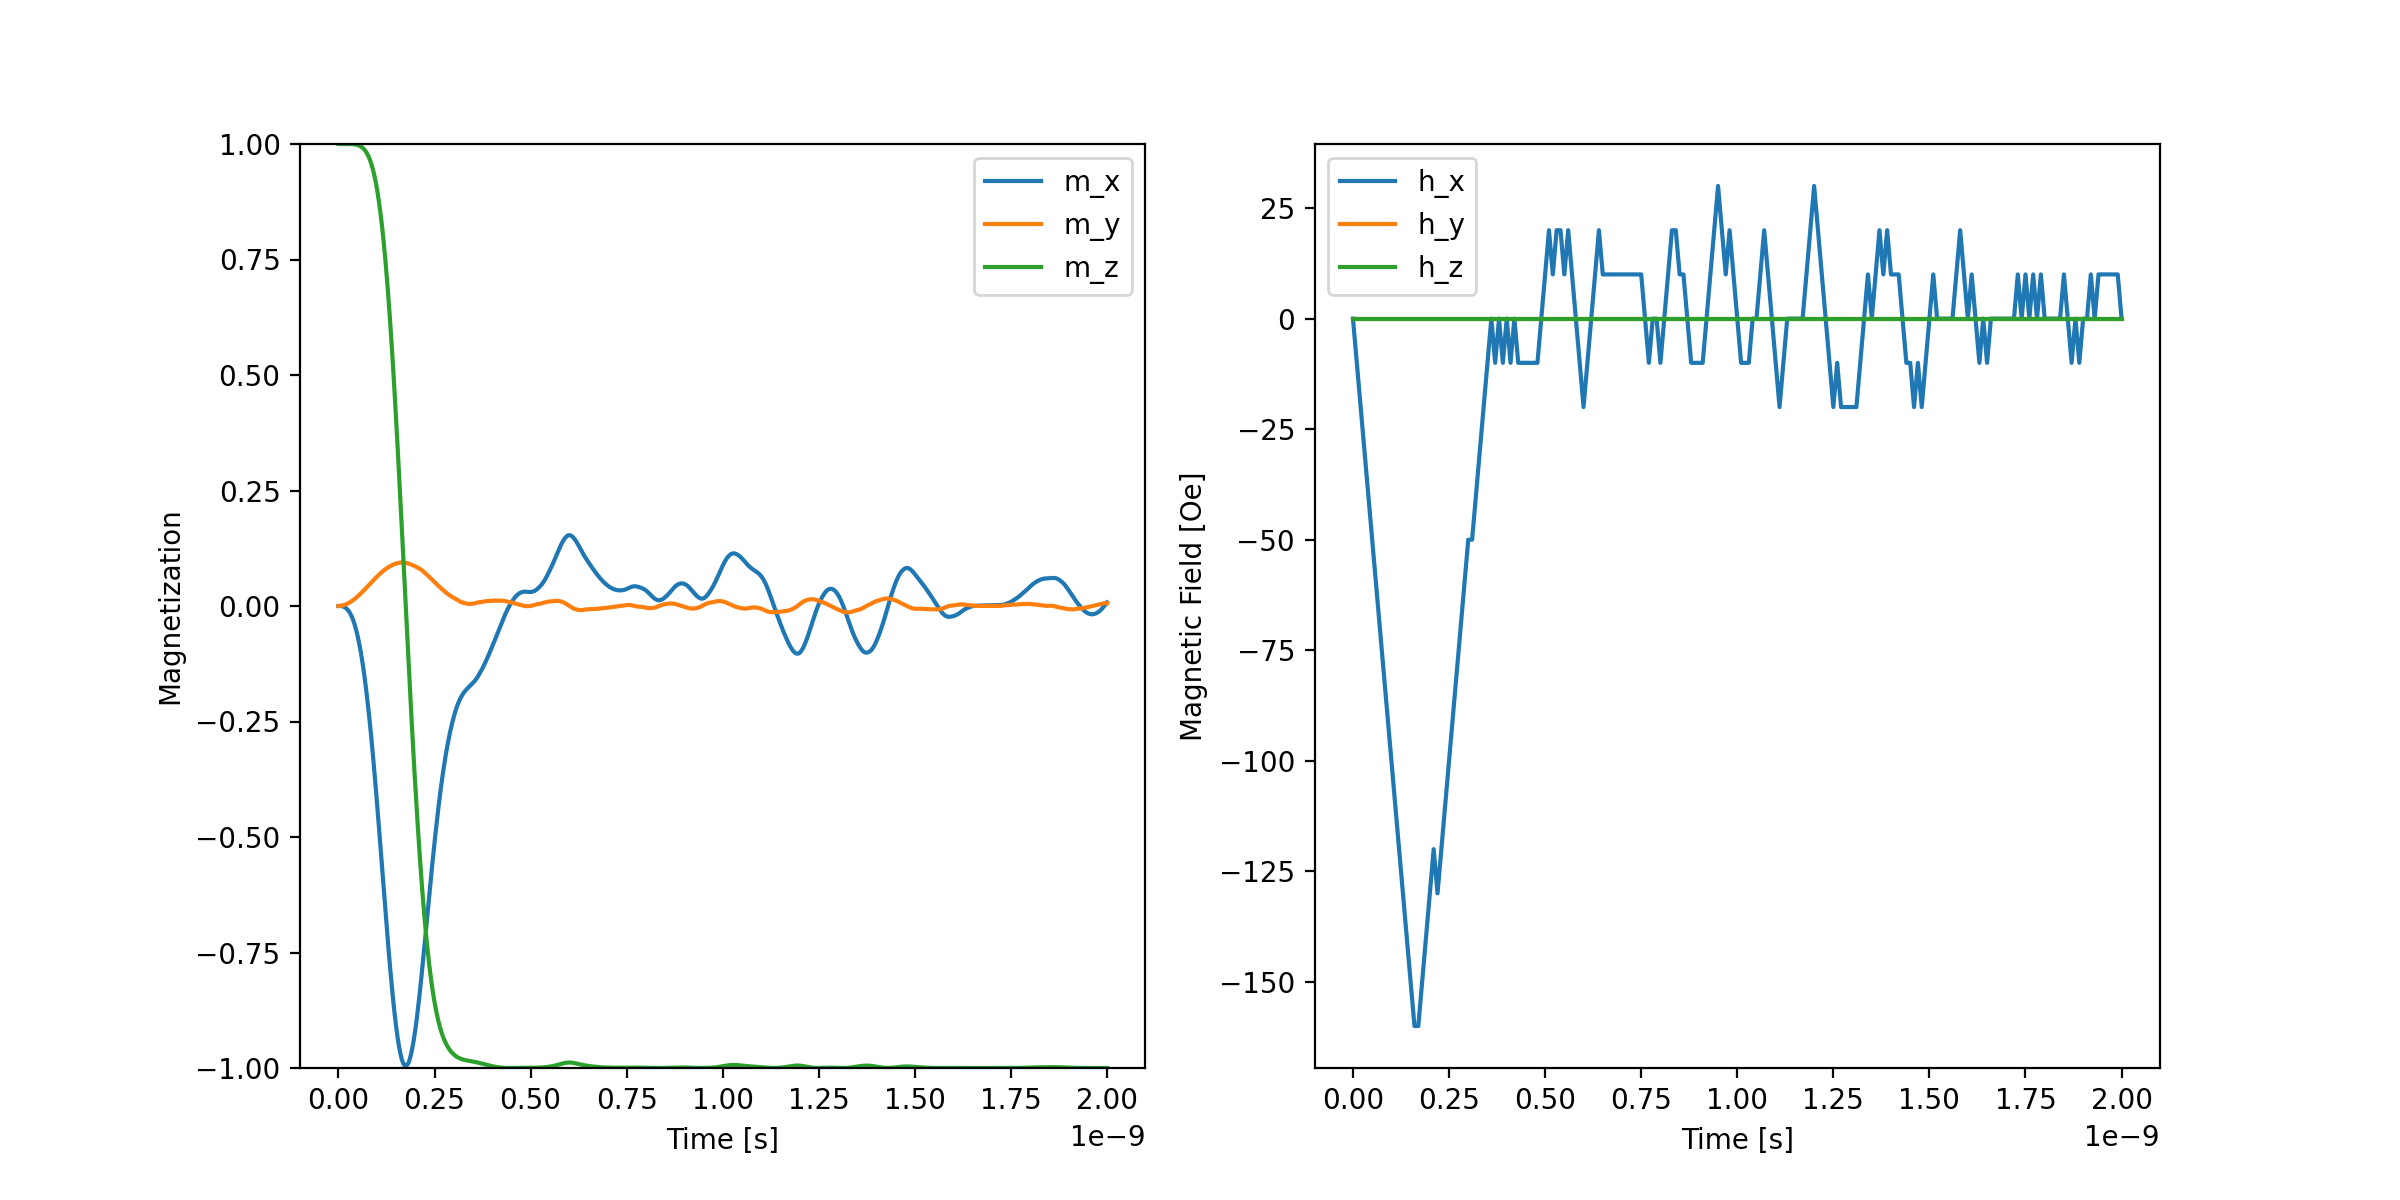 Magnetization
1.00
0.75
0.50
0.25
0.00
−0.25
−0.50
−0.75
−1.00
m_x
m_y
m_z
0.00 0.25 0.50 0.75 1.00 1.25 1.50 1.75 2.00
Time [s]
1e−9
Magnetic Field [Oe]
25
0
−25
−50
−75
−100
−125
−150
h_x
h_y
h_z
0.00 0.25 0.50 0.75 1.00 1.25 1.50 1.75 2.00
Time [s]
1e−9